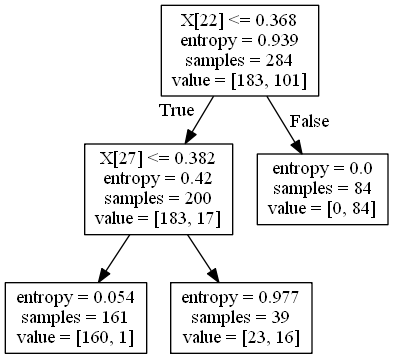 X[22] <= 0.368
entropy = 0.939
samples = 284
value = [183, 101]
True
False
X[27] <= 0.382
entropy = 0.42
samples = 200
value = [183, 17]
entropy = 0.0
samples = 84
value = [0, 84]
entropy = 0.054
samples = 161
value = [160, 1]
entropy = 0.977
samples = 39
value = [23, 16]